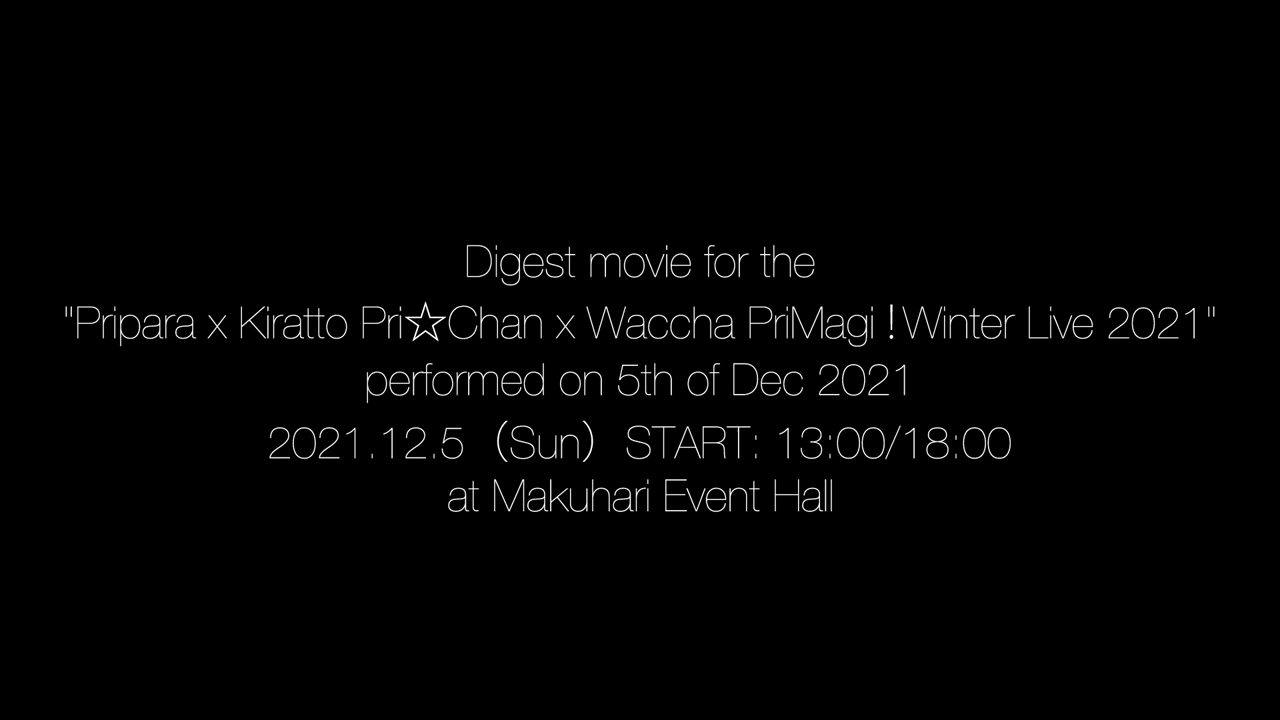 Digest movie for the
"Pripara x Kiratto Pri☆Chan x Waccha PriMagi！Winter Live 2021"
performed on 5th of Dec 2021
2021.12.5（Sun）START: 13:00/18:00
at Makuhari Event Hall